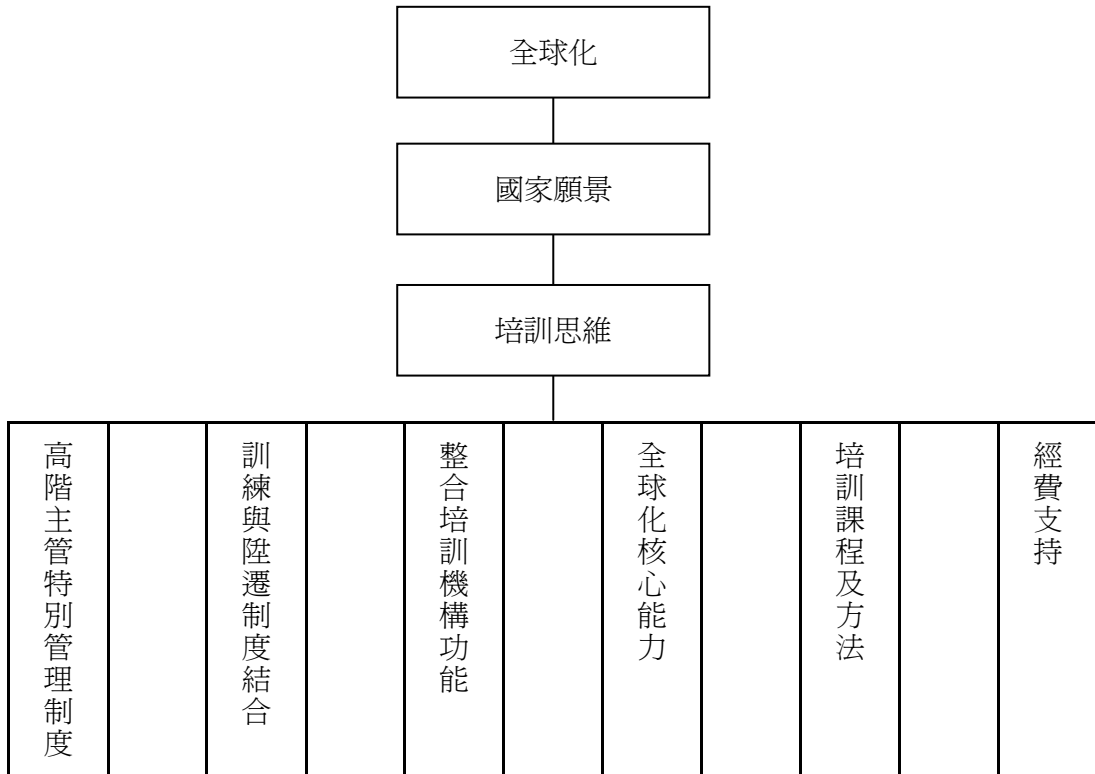 全球化
國家願景
培訓思維
高階主管特別管理制度
訓練與陞遷制度結合
整合培訓機構功能
全球化核心能力
培訓課程及方法
經費支持